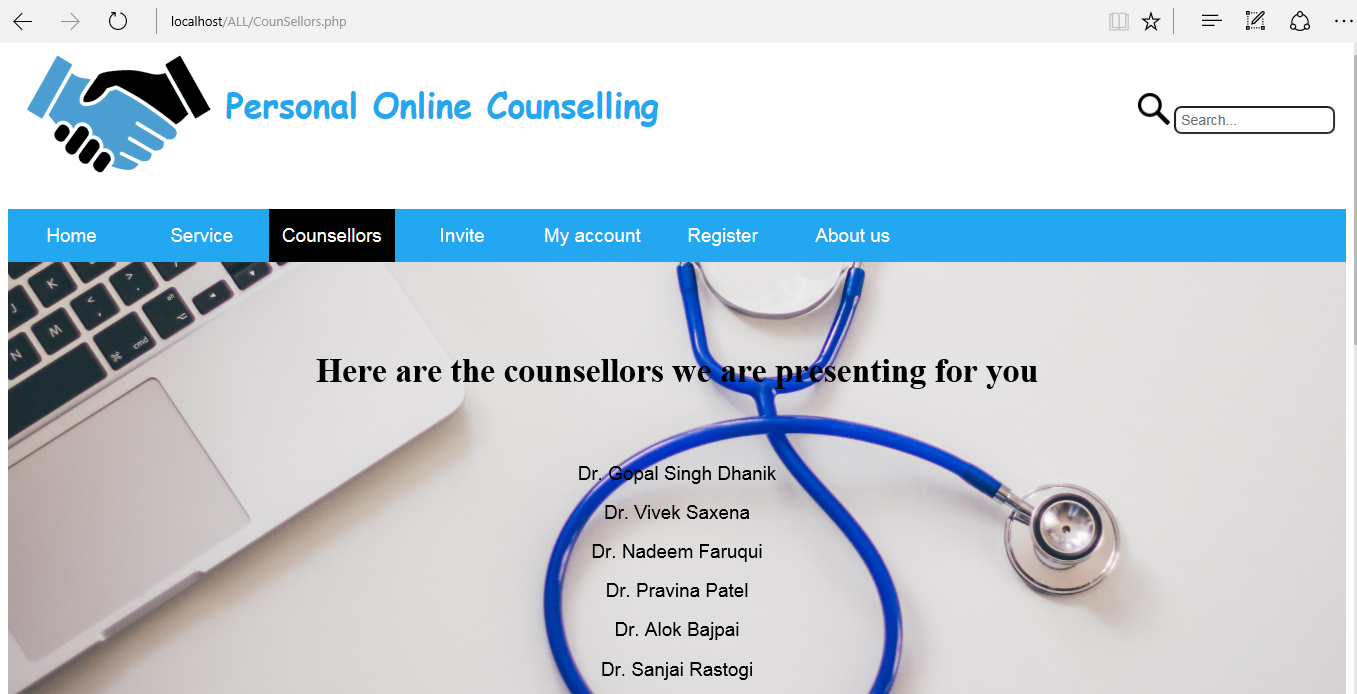 localhost/ALL/CounSellors.php
Personal Online Counselling
Search...
Home Service Counsellors Invite My account Register About us
K
J < > alt
N M ⌘ cmd
Here are the counsellors we are presenting for you
Dr. Gopal Singh Dhanik
Dr. Vivek Saxena
Dr. Nadeem Faruqui
Dr. Pravina Patel
Dr. Alok Bajpai
Dr. Sanjai Rastogi